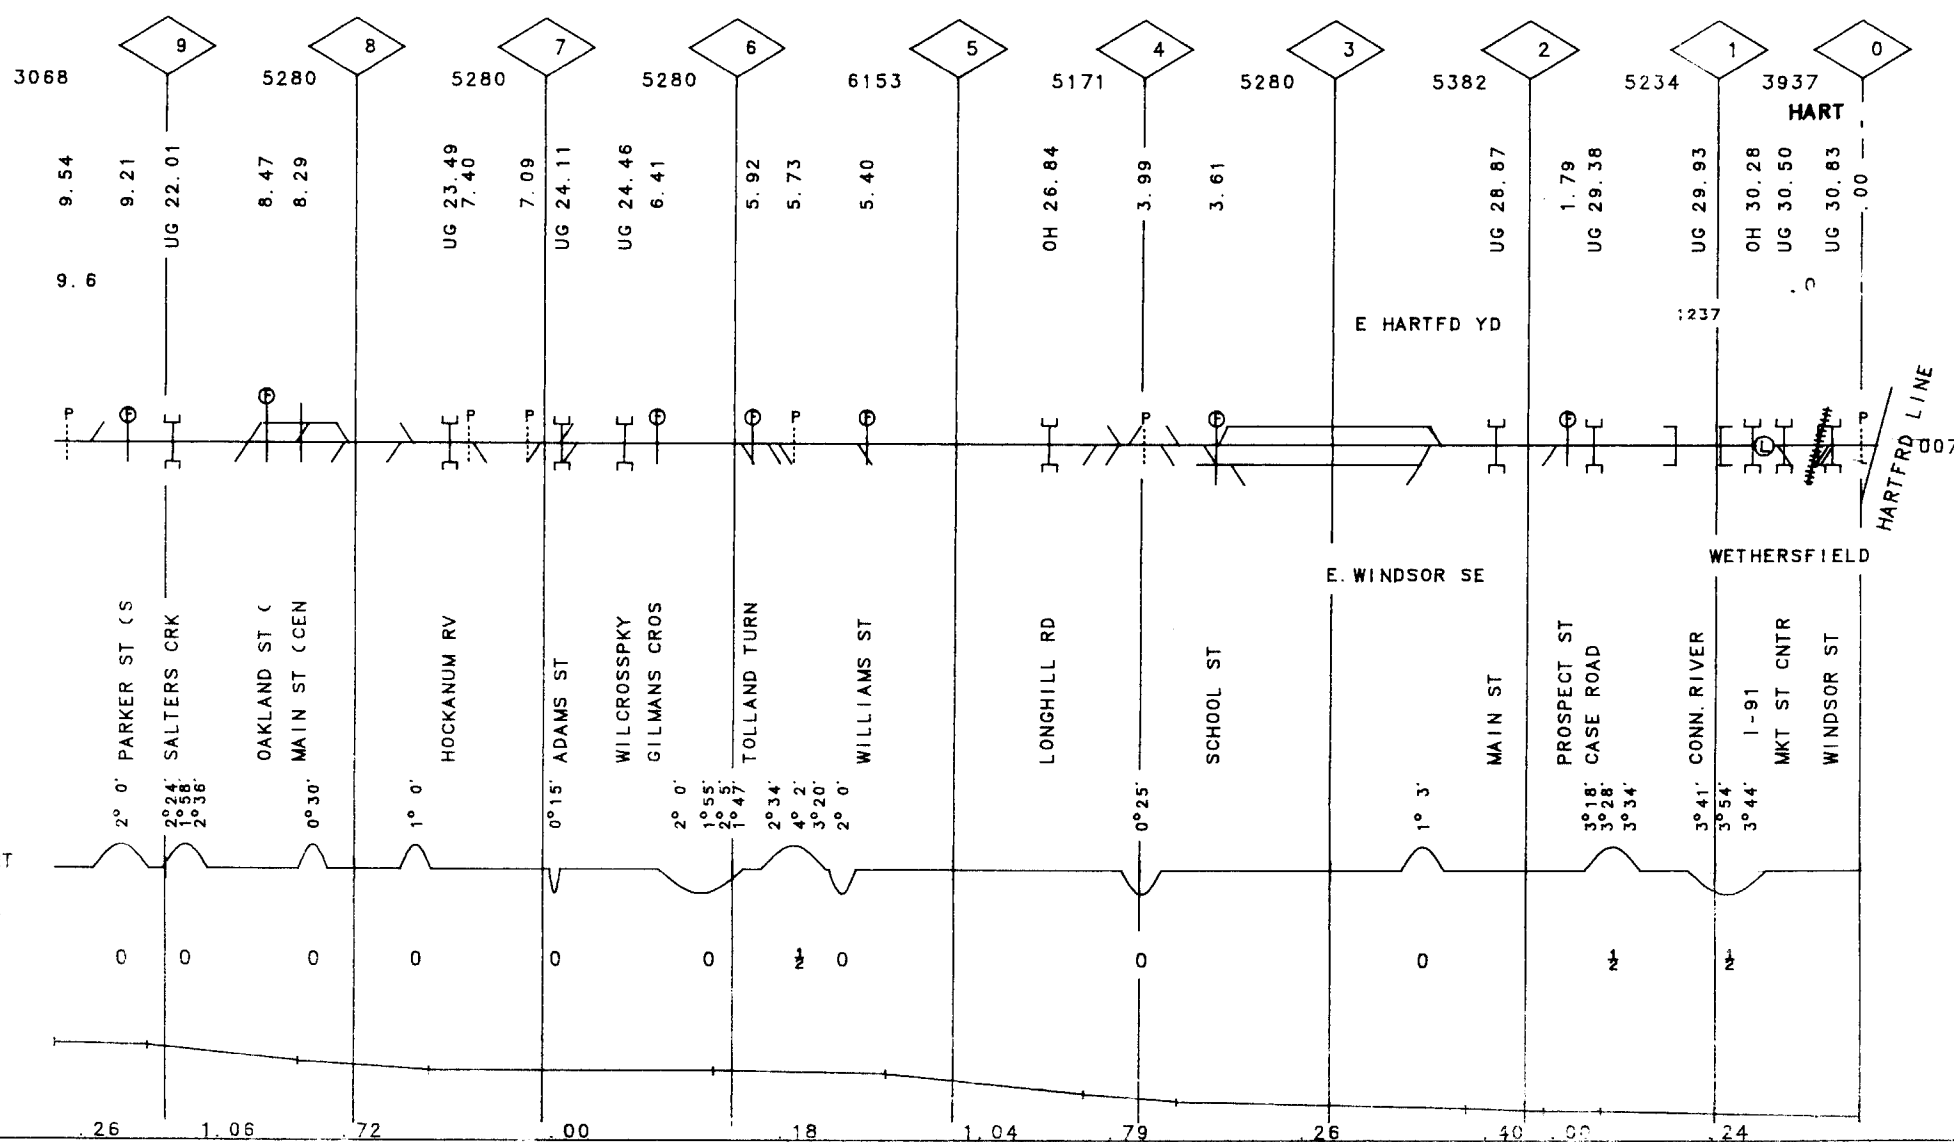 9 8 7 6 5 4 3 2 1 0
3068 5280 5280 5280 6153 5171 5280 5382 5234 3937
HART
9.54
9.21
UG 22.01
8.47
8.29
UG 23.49
7.40
7.09
UG 24.11
UG 24.46
6.41
5.92
5.73
5.40
OH 26.84
3.99
3.61
UG 28.87
1.79
UG 29.38
UG 29.93
OH 30.28
UG 30.50
UG 30.83
.00
9.6
.0
1237
E HARTFD YD
P F F P P F F P F P F F L P
HARTFRD LINE
007
WETHERSFIELD
E. WINDSOR SE
PARKER ST (S
SALTERS CRK
OAKLAND ST (
MAIN ST (CEN
HOCKANUM RV
ADAMS ST
WILCROSSPKY
GILMANS CROS
TOLLAND TURN
WILLIAMS ST
LONGHILL RD
SCHOOL ST
MAIN ST
PROSPECT ST
CASE ROAD
CONN. RIVER
I-91
MKT ST CNTR
WINDSOR ST
2° 0'
2°24'
1°58'
2°36'
0°30'
1° 0'
0°15'
2° 0'
1°55'
2° 5'
1°47'
2°34'
4° 2'
3°20'
2° 0'
0°25'
1° 3'
3°18'
3°28'
3°34'
3°41'
3°54'
3°44'
T
0 0 0 0 0 0 ½ 0 0 0 ½ ½
.26 1.06 .72 .00 .18 1.04 .79 .26 .40 .00 .24